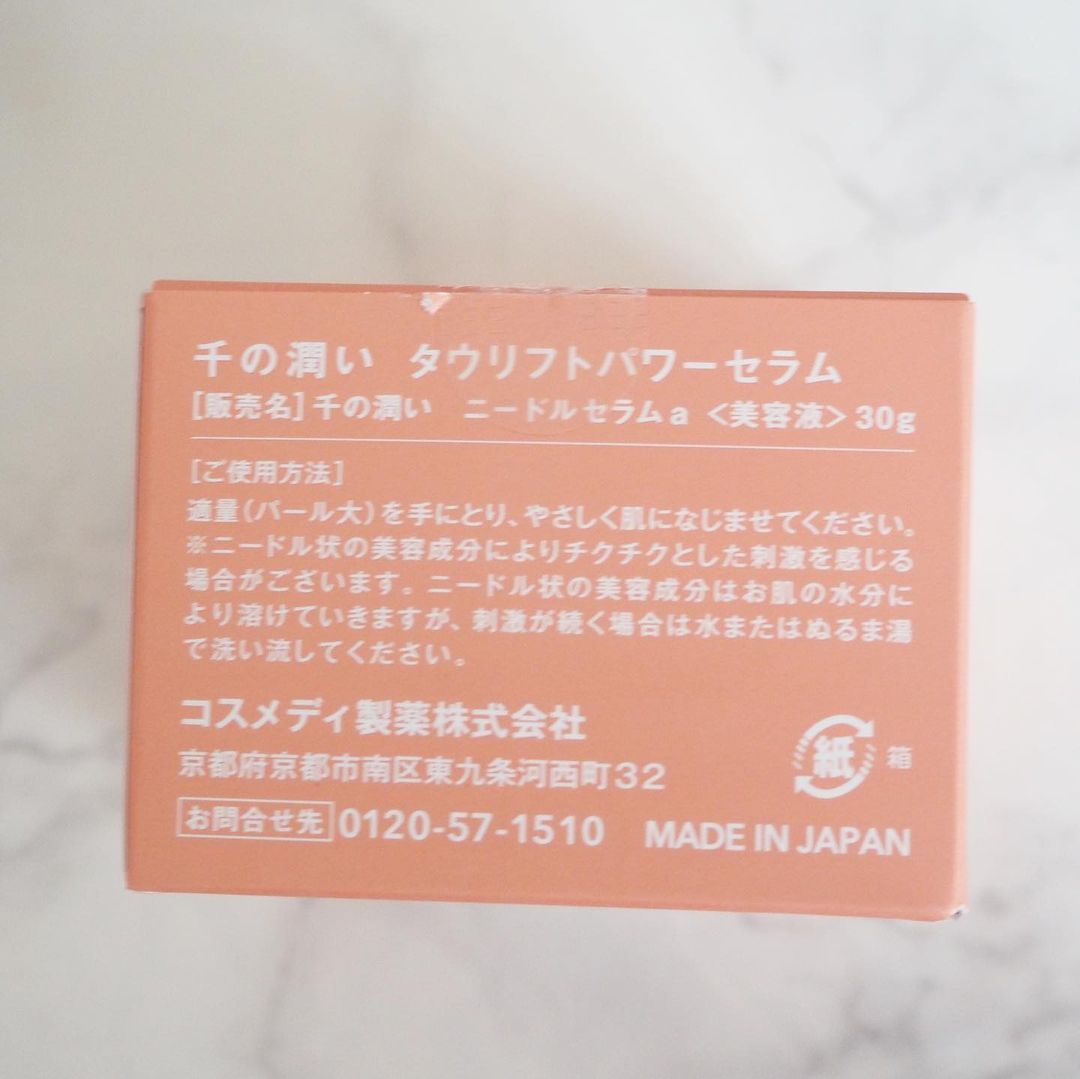 千の潤い タウリフトパワーセラム
[販売名]千の潤い ニードルセラムa <美容液> 30g
[ご使用方法]
適量(パール大)を手にとり、やさしく肌になじませてください。
※ニードル状の美容成分によりチクチクとした刺激を感じる
場合がございます。ニードル状の美容成分はお肌の水分に
より溶けていきますが、刺激が続く場合は水またはぬるま湯
で洗い流してください。
コスメディ製薬株式会社
京都府京都市南区東九条河西町32
お問合せ先 0120-57-1510
紙 箱
MADE IN JAPAN